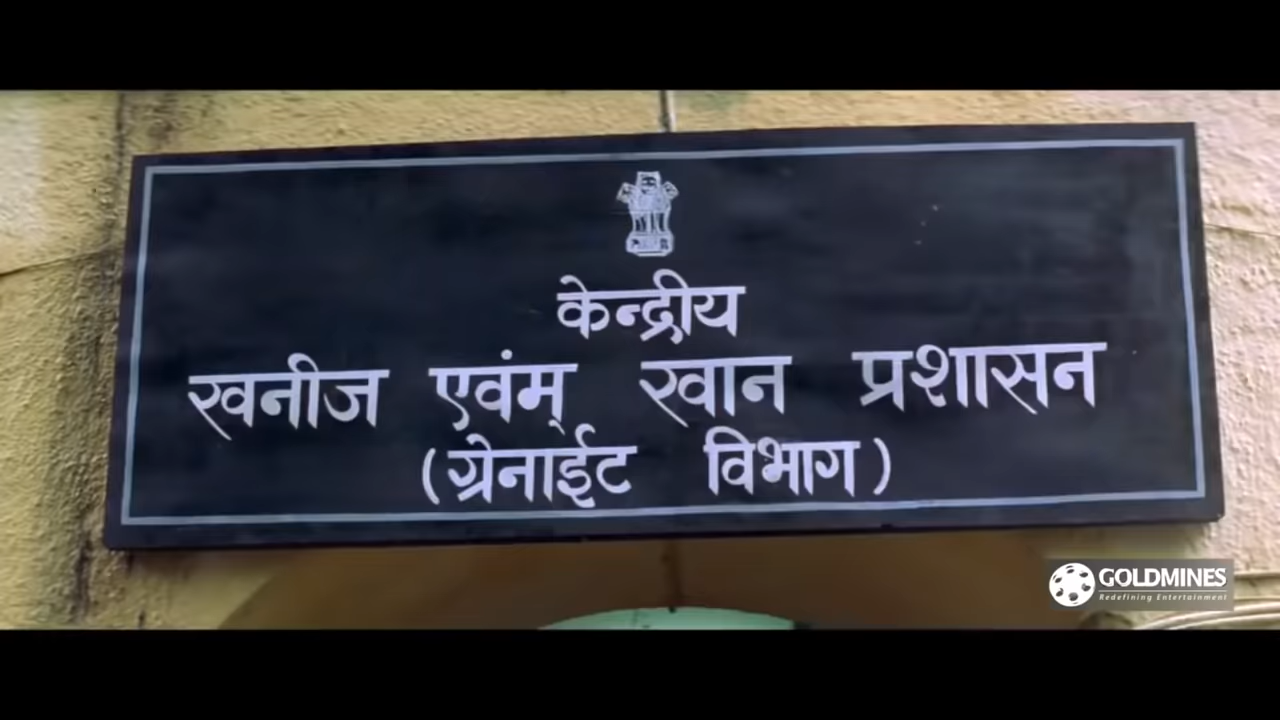 केन्द्रीय
खनीज एवंम् खान प्रशासन
(ग्रेनाईट विभाग)
GOLDMINES
Redefining Entertainment